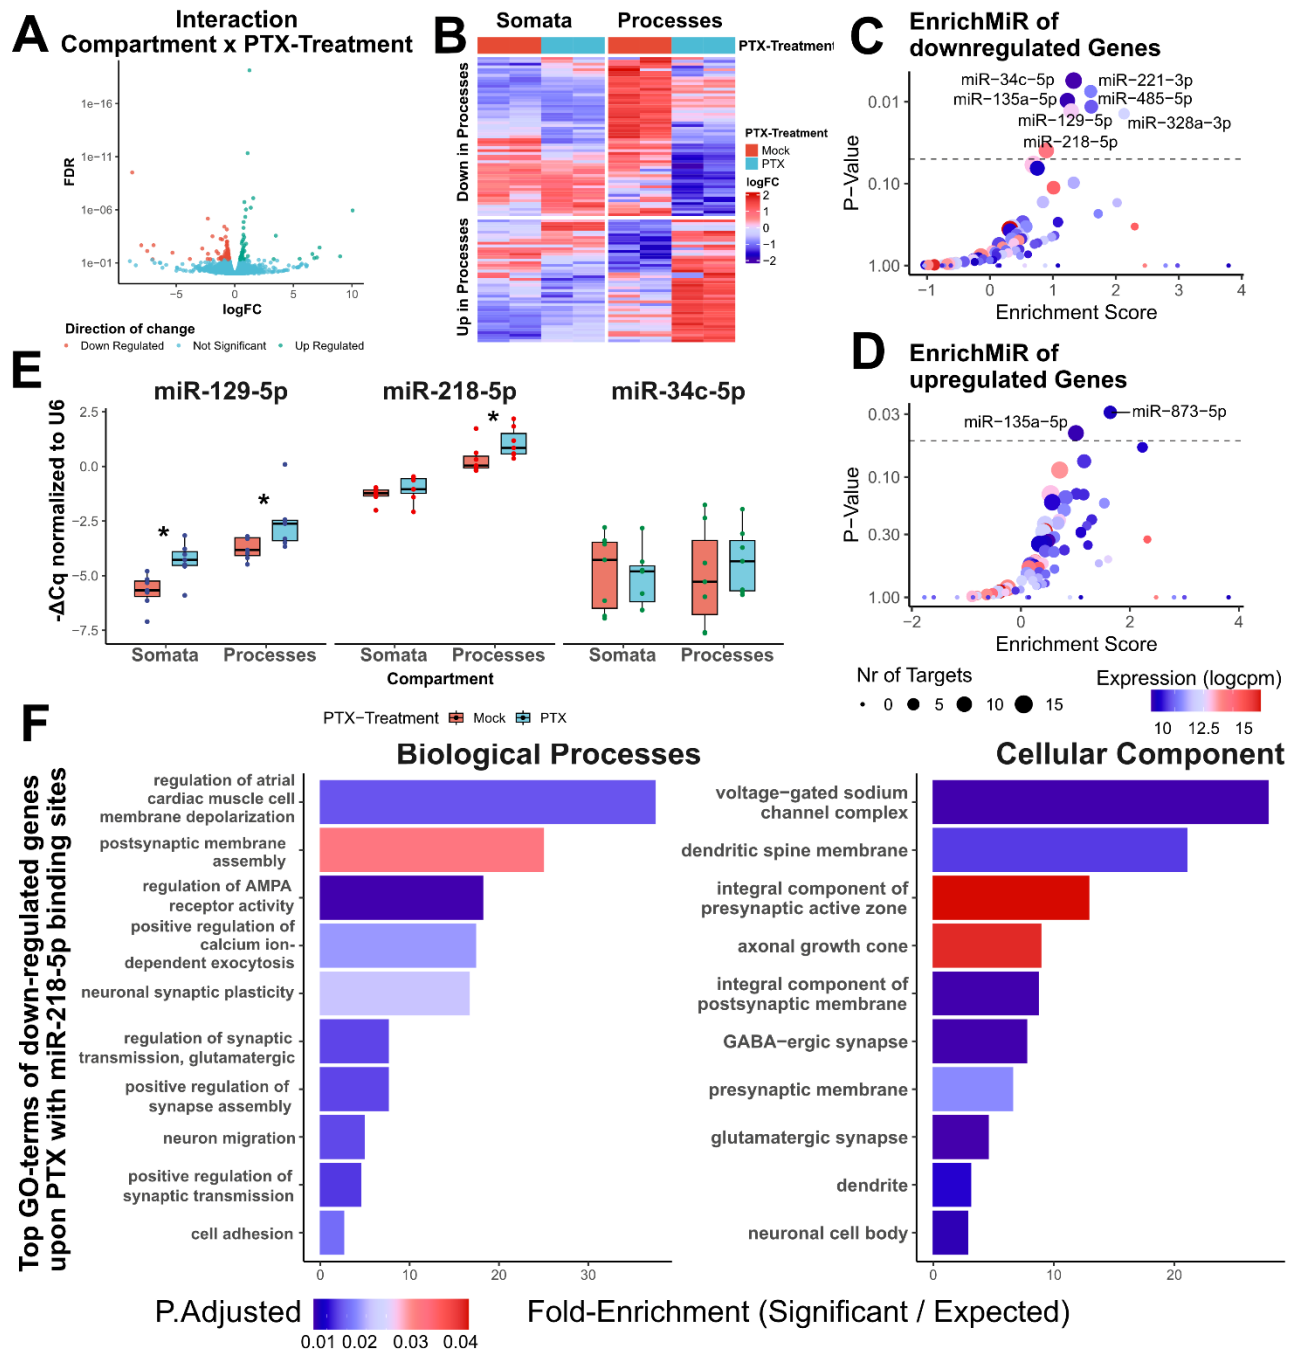 A
Interaction
Compartment x PTX-Treatment
FDR
1e−16
1e−11
1e−06
1e−01
−5
0
5
10
logFC
Direction of change
Down Regulated
Not Significant
Up Regulated
B
Somata
Processes
PTX-Treatment
Down in Processes
Up in Processes
PTX-Treatment
Mock
PTX
logFC
2
1
0
−1
−2
C
EnrichMiR of
downregulated Genes
miR-34c-5p
miR-221-3p
miR-135a-5p
miR-485-5p
miR-129-5p
miR-328a-3p
miR-218-5p
P−Value
0.01
0.10
1.00
−1
0
1
2
3
4
Enrichment Score
D
EnrichMiR of
upregulated Genes
miR-135a-5p
miR-873-5p
P−Value
0.03
0.10
0.30
1.00
−2
0
2
4
Enrichment Score
Nr of Targets
0
5
10
15
Expression (logcpm)
10
12.5
15
E
miR-129-5p
miR-218-5p
miR-34c-5p
-ΔCq normalized to U6
2.5
0.0
−2.5
−5.0
−7.5
*
*
*
Somata
Processes
Somata
Processes
Somata
Processes
Compartment
PTX−Treatment
Mock
PTX
F
Top GO-terms of down-regulated genes
upon PTX with miR-218-5p binding sites
Biological Processes
regulation of atrial
cardiac muscle cell
membrane depolarization
postsynaptic membrane
assembly
regulation of AMPA
receptor activity
positive regulation of
calcium ion-
dependent exocytosis
neuronal synaptic plasticity
regulation of synaptic
transmission, glutamatergic
positive regulation of
synapse assembly
neuron migration
positive regulation of
synaptic transmission
cell adhesion
0
10
20
30
Cellular Component
voltage−gated sodium
channel complex
dendritic spine membrane
integral component of
presynaptic active zone
axonal growth cone
integral component of
postsynaptic membrane
GABA−ergic synapse
presynaptic membrane
glutamatergic synapse
dendrite
neuronal cell body
0
10
20
P.Adjusted
0.01 0.02 0.03 0.04
Fold-Enrichment (Significant / Expected)